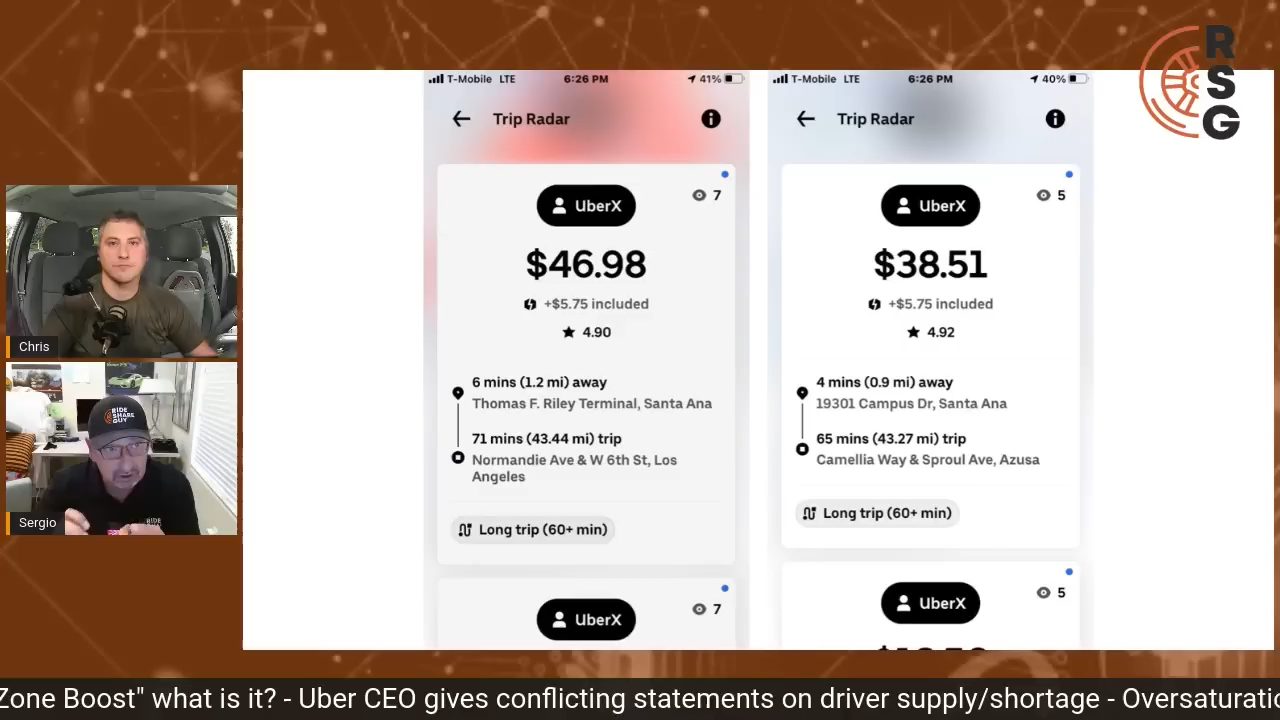 R
S
G
T-Mobile LTE 6:26 PM 41%
Trip Radar
7
UberX
$46.98
+$5.75 included
4.90
6 mins (1.2 mi) away
Thomas F. Riley Terminal, Santa Ana
71 mins (43.44 mi) trip
Normandie Ave & W 6th St, Los
Angeles
Long trip (60+ min)
7
UberX
T-Mobile LTE 6:26 PM 40%
Trip Radar
5
UberX
$38.51
+$5.75 included
4.92
4 mins (0.9 mi) away
19301 Campus Dr, Santa Ana
65 mins (43.27 mi) trip
Camellia Way & Sproul Ave, Azusa
Long trip (60+ min)
5
UberX
Chris
RIDE
SHARE
GUY
Sergio
Zone Boost" what is it? - Uber CEO gives conflicting statements on driver supply/shortage - Oversaturatio